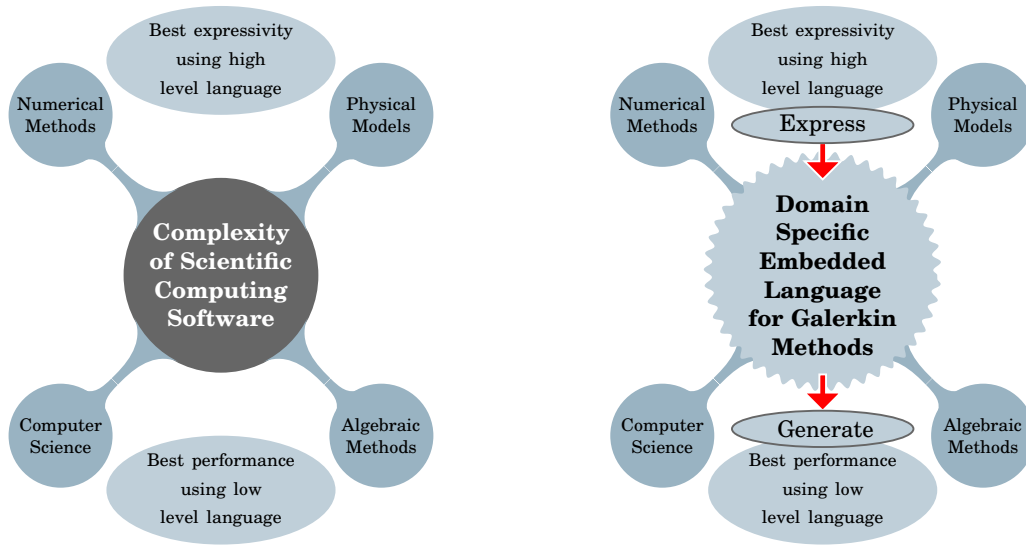 Best expressivity
using high
level language
Numerical
Methods
Physical
Models
Complexity
of Scientific
Computing
Software
Computer
Science
Algebraic
Methods
Best performance
using low
level language
Best expressivity
using high
level language
Numerical
Methods
Physical
Models
Express
Domain
Specific
Embedded
Language
for Galerkin
Methods
Computer
Science
Algebraic
Methods
Generate
Best performance
using low
level language